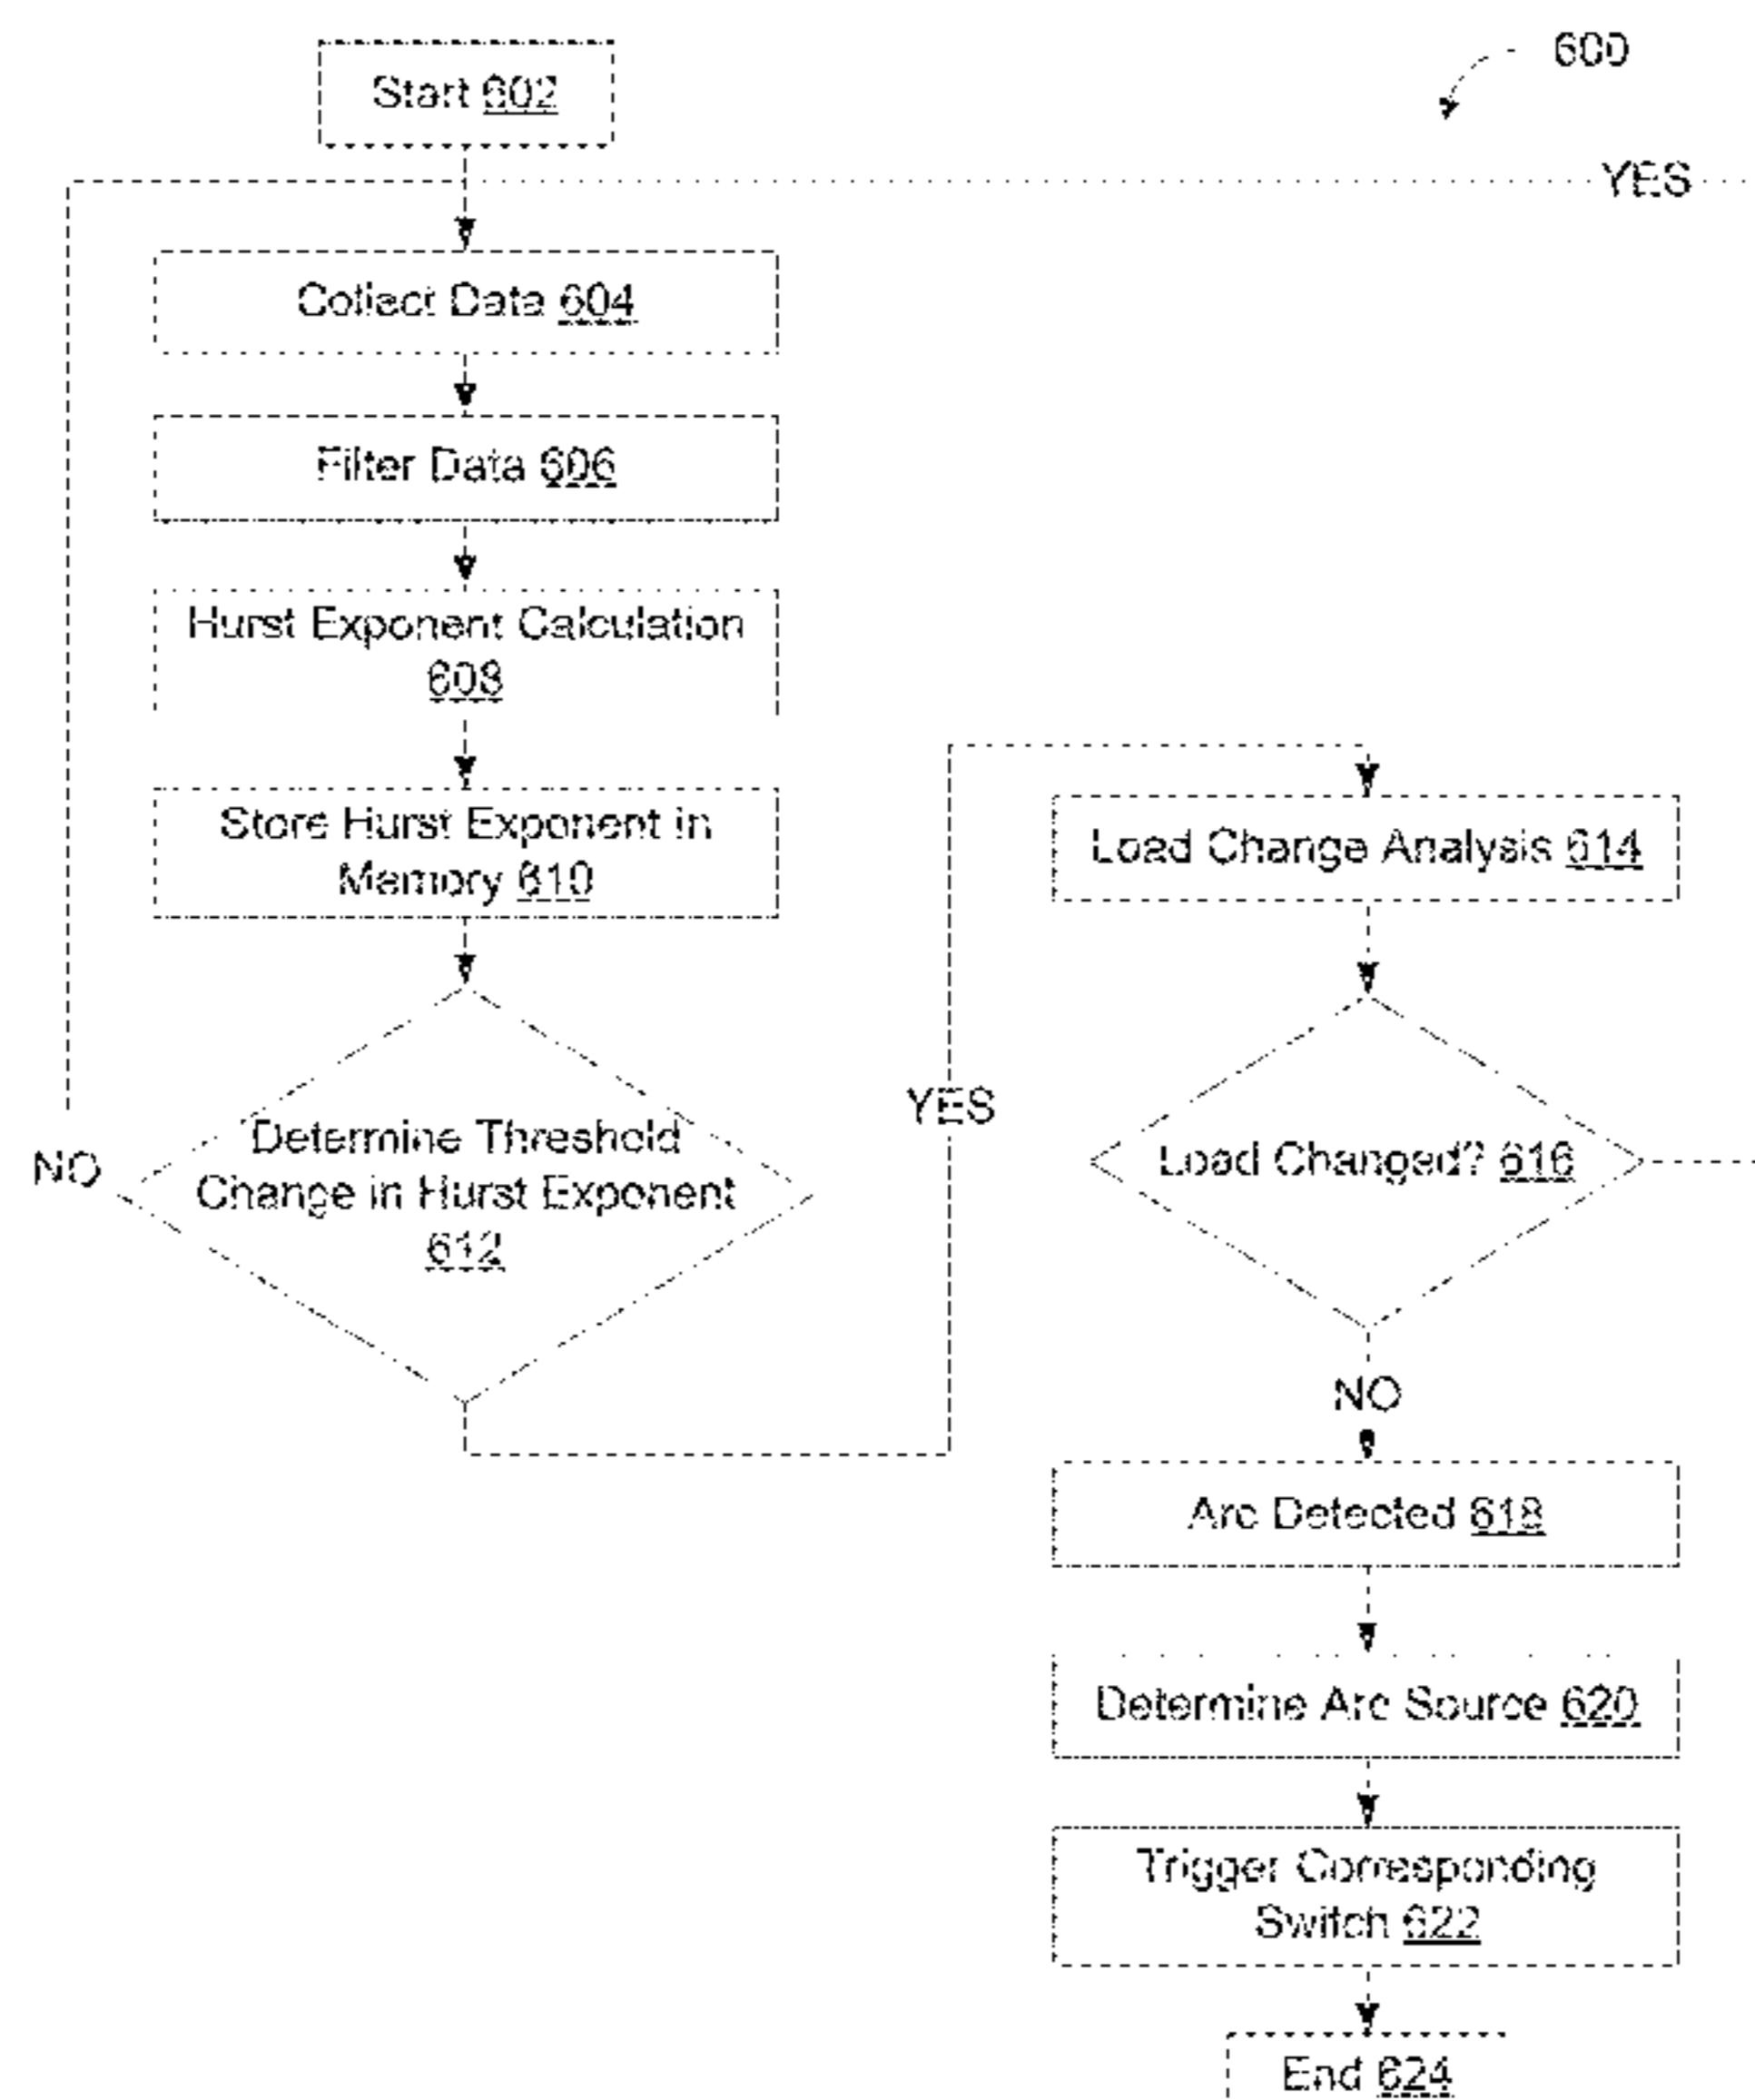 600
Start 602
YES
Collect Data 604
Filter Data 606
Hurst Exponent Calculation
608
Store Hurst Exponent in
Memory 610
Determine Threshold
Change in Hurst Exponent
612
NO
YES
Load Change Analysis 614
Load Changed? 616
NO
Arc Detected 618
Determine Arc Source 620
Trigger Corresponding
Switch 622
End 624